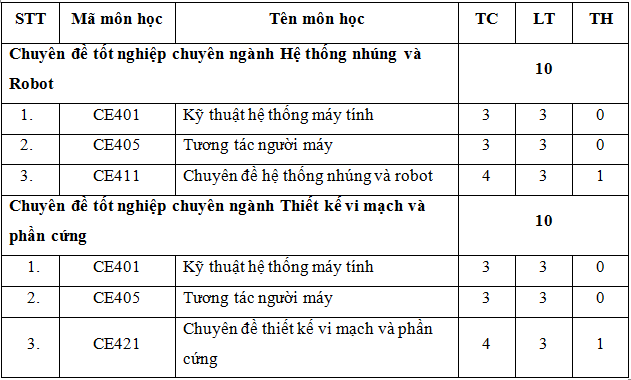 STT Mã môn học Tên môn học TC LT TH
Chuyên đề tốt nghiệp chuyên ngành Hệ thống nhúng và
Robot
10
1. CE401 Kỹ thuật hệ thống máy tính 3 3 0
2. CE405 Tương tác người máy 3 3 0
3. CE411 Chuyên đề hệ thống nhúng và robot 4 3 1
Chuyên đề tốt nghiệp chuyên ngành Thiết kế vi mạch và
phần cứng
10
1. CE401 Kỹ thuật hệ thống máy tính 3 3 0
2. CE405 Tương tác người máy 3 3 0
3. CE421 Chuyên đề thiết kế vi mạch và phần
cứng
4 3 1